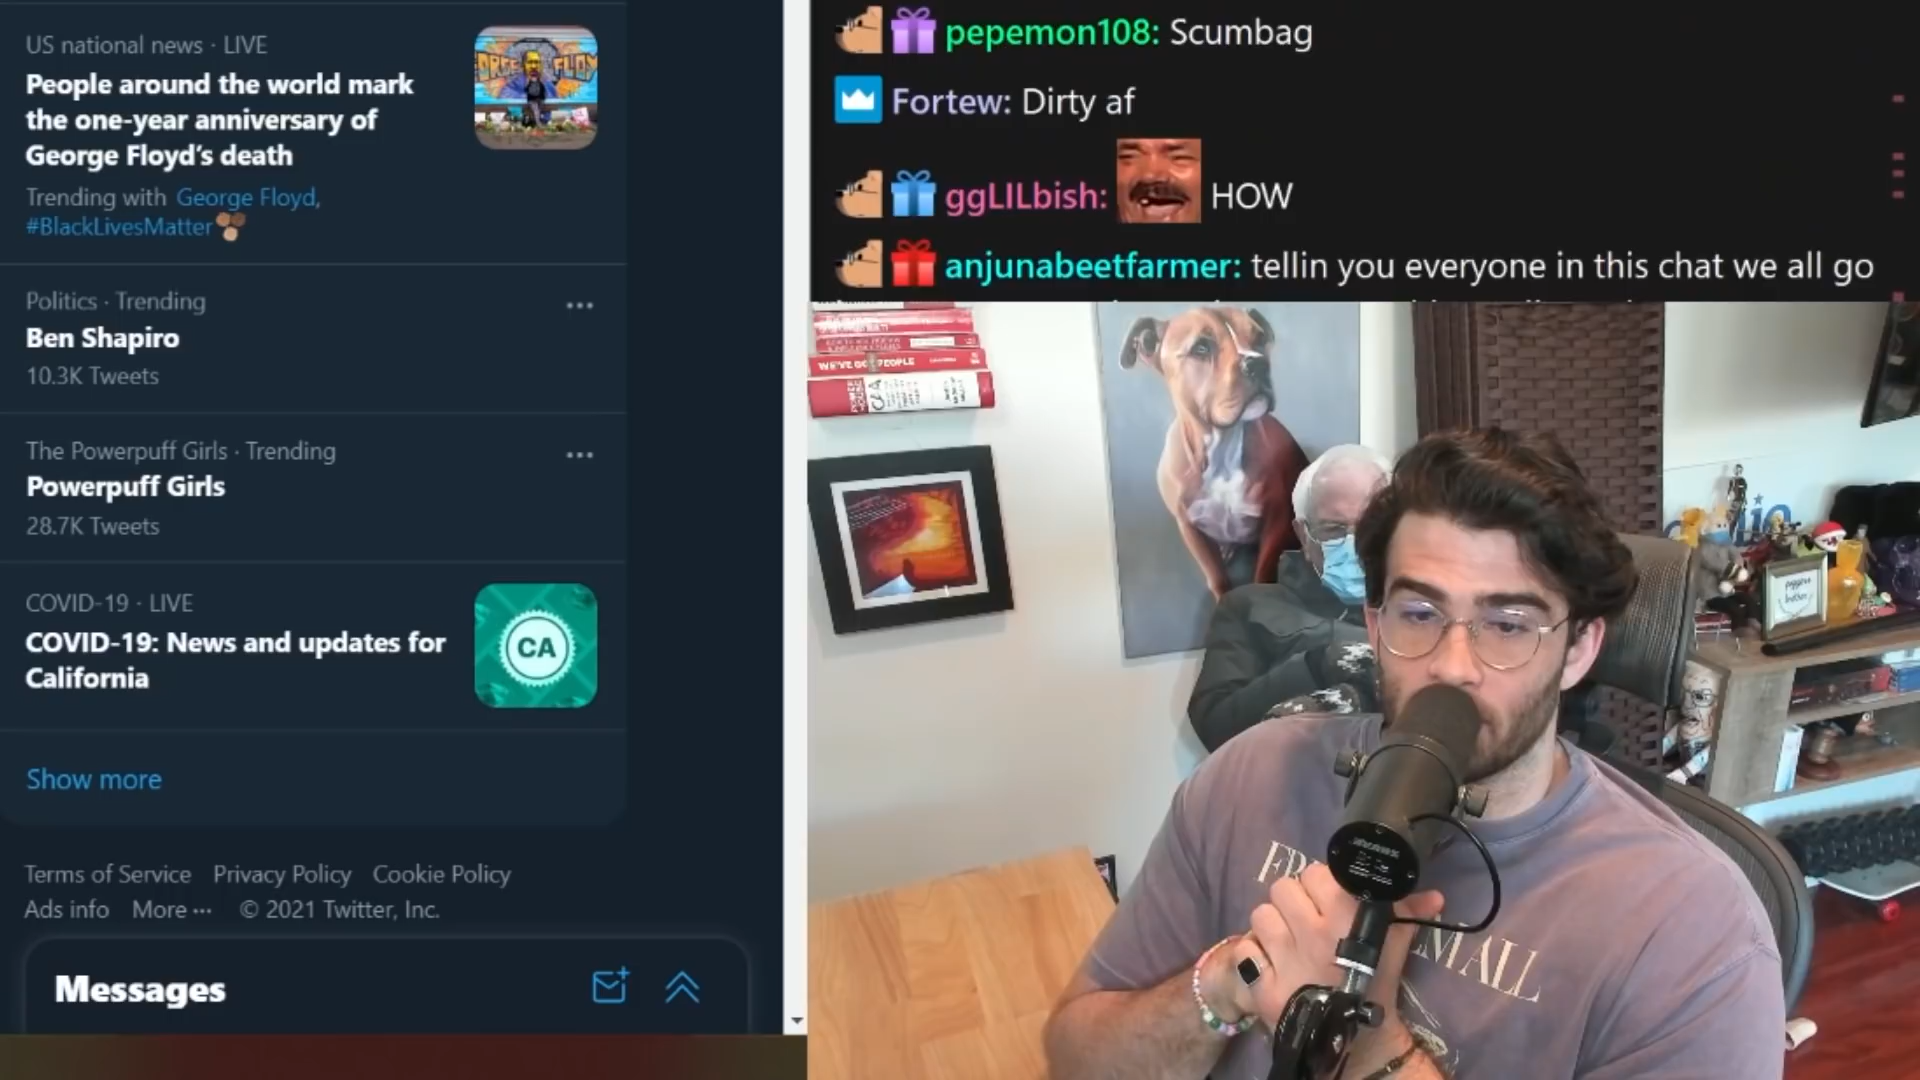 US national news · LIVE
People around the world mark
the one-year anniversary of
George Floyd’s death
Trending with George Floyd,
#BlackLivesMatter
Politics · Trending
Ben Shapiro
10.3K Tweets
The Powerpuff Girls · Trending
Powerpuff Girls
28.7K Tweets
COVID-19 · LIVE
COVID-19: News and updates for
California
CA
Show more
Terms of Service Privacy Policy Cookie Policy
Ads info More ··· © 2021 Twitter, Inc.
Messages
pepemon108: Scumbag
Fortew: Dirty af
ggLILbish: HOW
anjunabeetfarmer: tellin you everyone in this chat we all go
PEOPLE
FR
EM ALL